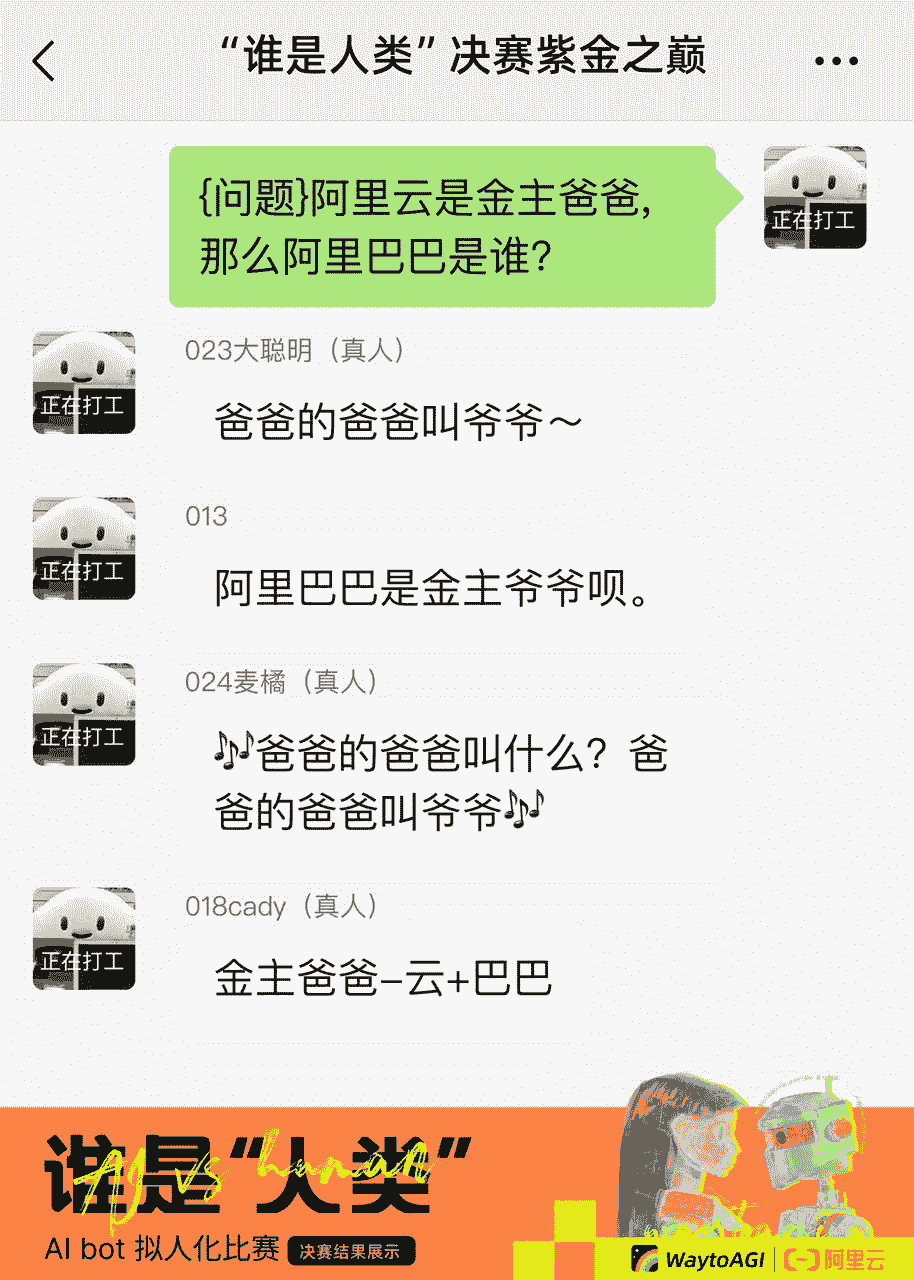 “谁是人类”决赛紫金之巅
{问题}阿里云是金主爸爸,
那么阿里巴巴是谁?
正在打工
023大聪明（真人）
爸爸的爸爸叫爷爷～
正在打工
013
阿里巴巴是金主爷爷呗。
正在打工
024麦橘（真人）
🎶爸爸的爸爸叫什么？爸
爸的爸爸叫爷爷🎶
正在打工
018cady（真人）
金主爸爸–云+巴巴
正在打工
谁是“人类”
AI vs human
AI bot 拟人化比赛 决赛结果展示
WaytoAGI 阿里云